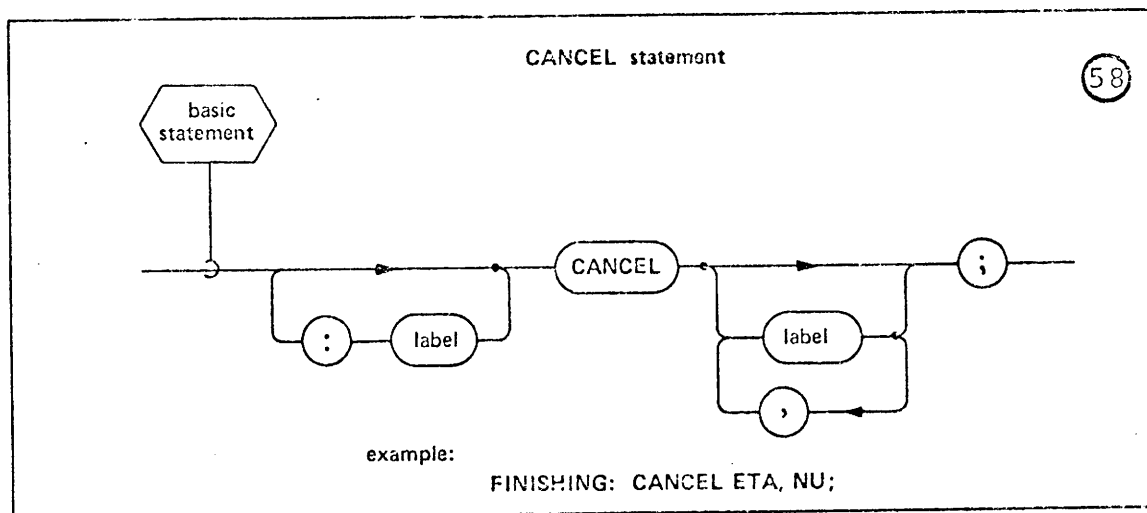 CANCEL statement
58
basic
statement
CANCEL
;
:
label
label
,
example:
FINISHING: CANCEL ETA, NU;